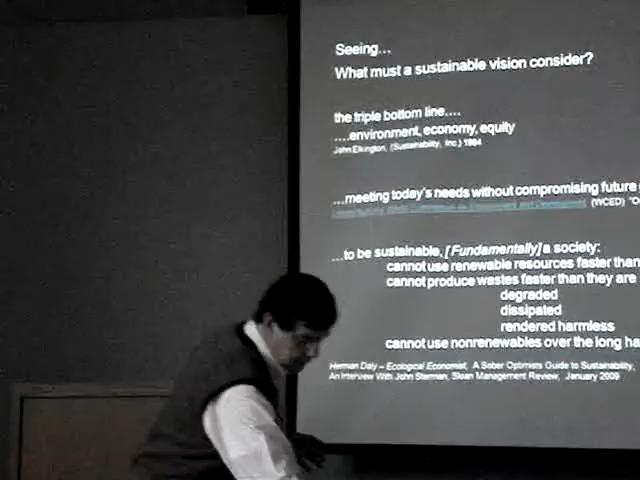 Seeing...
What must a sustainable vision consider?
the triple bottom line....
....environment, economy, equity
John Elkington, (Sustainability, Inc.) 1994
...meeting today's needs without compromising future
(WCED) "O
...to be sustainable, [Fundamentally] a society:
cannot use renewable resources faster than
cannot produce wastes faster than they are
degraded
dissipated
rendered harmless
cannot use nonrenewables over the long ha
Herman Daly – Ecological Economist, A Sober Optimists Guide to Sustainability,
An Interview With John Sterman, Sloan Management Review, January 2009